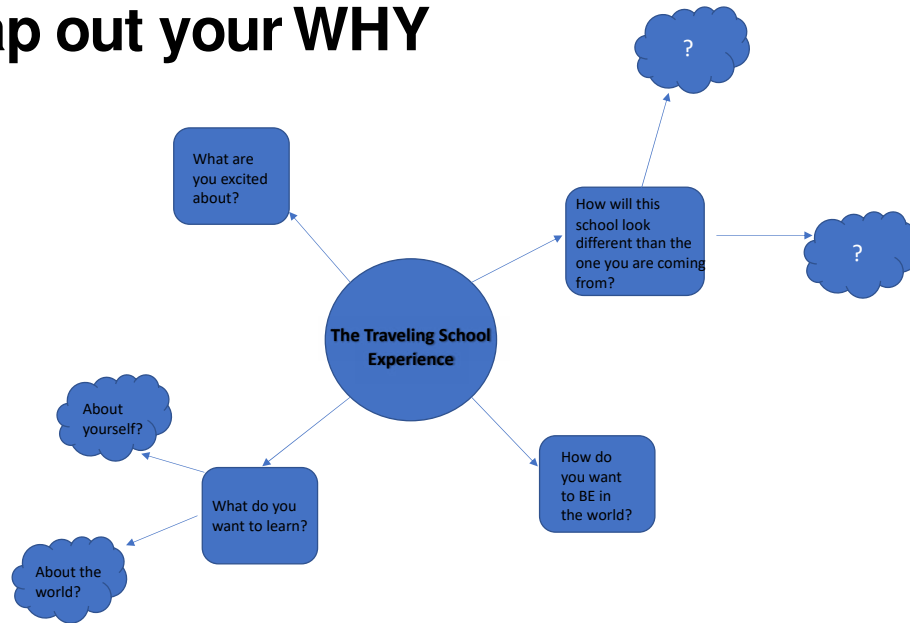 ap out your WHY
?
What are
you excited
about?
How will this
school look
different than the
one you are coming
from?
?
The Traveling School
Experience
About
yourself?
How do
you want
to BE in
the world?
What do you
want to learn?
About the
world?